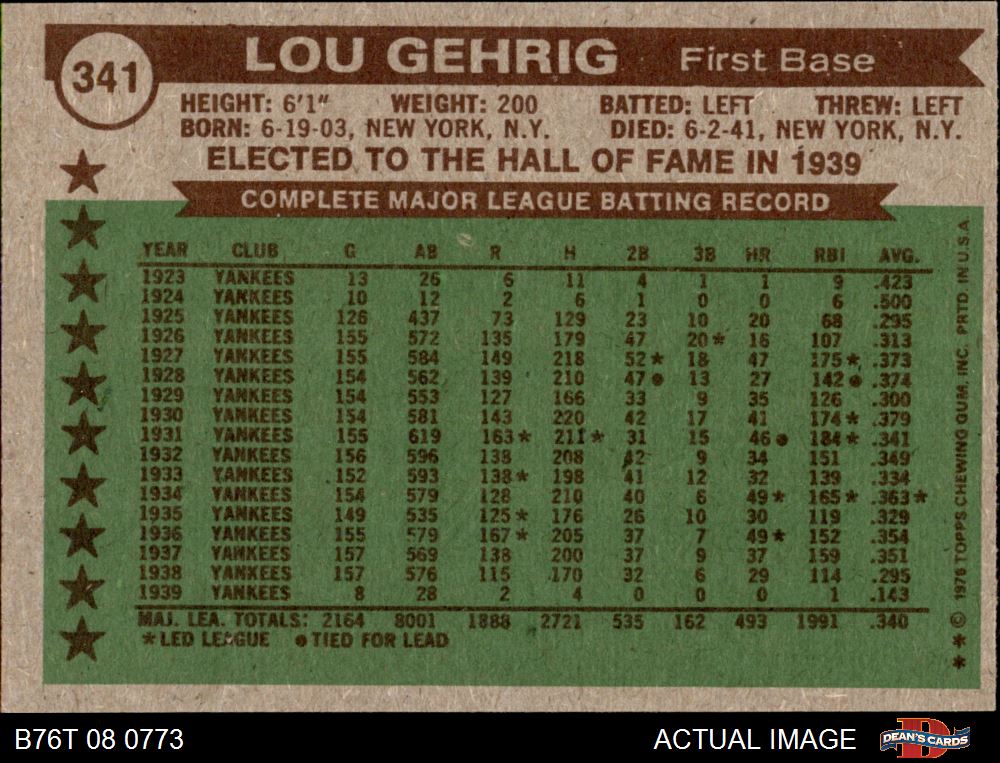 341 LOU GEHRIG First Base
HEIGHT: 6'1" WEIGHT: 200 BATTED: LEFT THREW: LEFT
BORN: 6-19-03, NEW YORK, N.Y. DIED: 6-2-41, NEW YORK, N.Y.
ELECTED TO THE HALL OF FAME IN 1939
COMPLETE MAJOR LEAGUE BATTING RECORD
YEAR CLUB G AB R H 2B 3B HR RBI AVG.
1923 YANKEES 13 26 6 11 4 1 1 9 .423
1924 YANKEES 10 12 2 6 1 0 0 6 .500
1925 YANKEES 126 437 73 129 23 10 20 68 .295
1926 YANKEES 155 572 135 179 47 20* 16 107 .313
1927 YANKEES 155 584 149 218 52* 18 47 175* .373
1928 YANKEES 154 562 139 210 47● 13 27 142● .374
1929 YANKEES 154 553 127 166 33 9 35 126 .300
1930 YANKEES 154 581 143 220 42 17 41 174* .379
1931 YANKEES 155 619 163* 211* 31 15 46● 184* .341
1932 YANKEES 156 596 138 208 42 9 34 151 .349
1933 YANKEES 152 593 138* 198 41 12 32 139 .334
1934 YANKEES 154 579 128 210 40 6 49* 165* .363*
1935 YANKEES 149 535 125* 176 26 10 30 119 .329
1936 YANKEES 155 579 167* 205 37 7 49* 152 .354
1937 YANKEES 157 569 138 200 37 9 37 159 .351
1938 YANKEES 157 576 115 170 32 6 29 114 .295
1939 YANKEES 8 28 2 4 0 0 0 1 .143
MAJ. LEA. TOTALS: 2164 8001 1888 2721 535 162 493 1991 .340
*LED LEAGUE ●TIED FOR LEAD
* * © 1976 TOPPS CHEWING GUM, INC. PRTD. IN U.S.A.
B76T 08 0773 ACTUAL IMAGE
D
DEAN'S CARDS